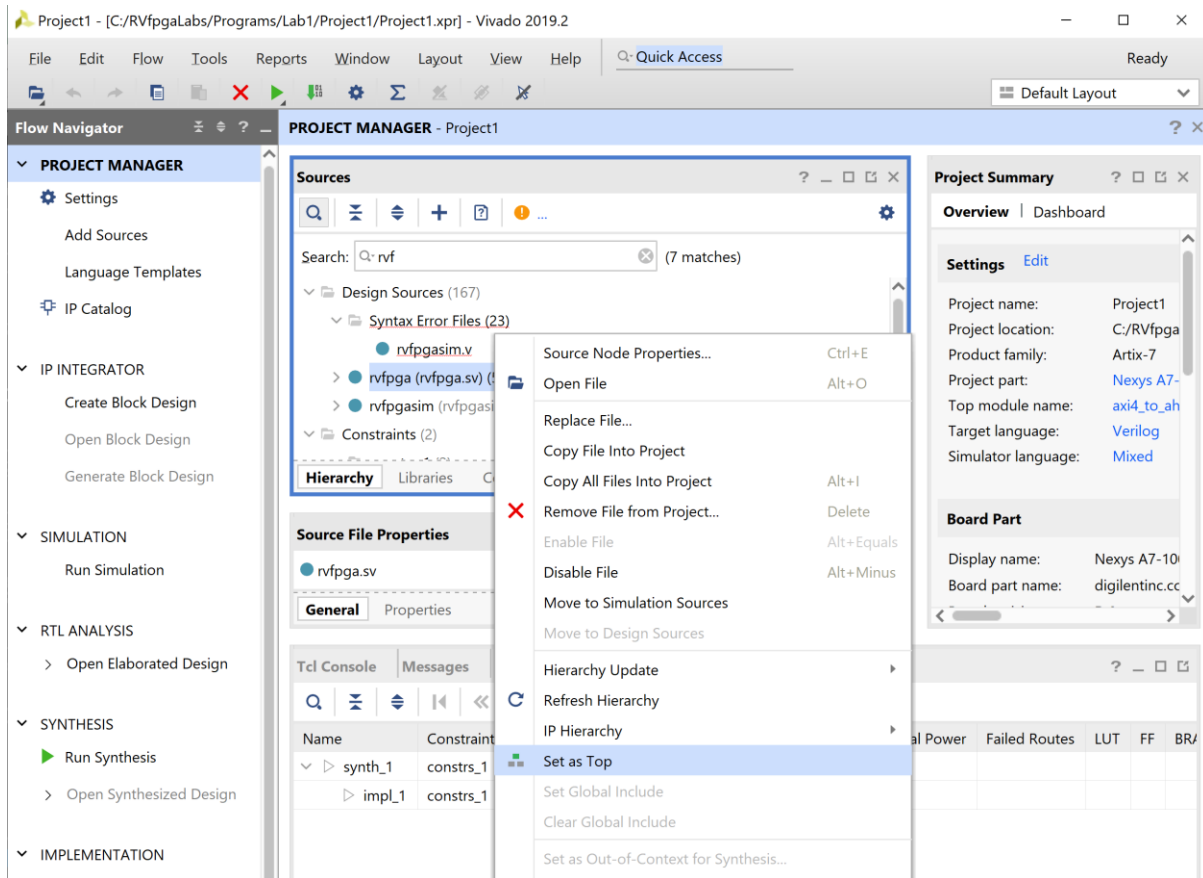 Project1 - [C:/RVfpgaLabs/Programs/Lab1/Project1/Project1.xpr] - Vivado 2019.2
File Edit Flow Tools Reports Window Layout View Help Quick Access Ready
Default Layout
Flow Navigator
PROJECT MANAGER
Settings
Add Sources
Language Templates
IP Catalog
IP INTEGRATOR
Create Block Design
Open Block Design
Generate Block Design
SIMULATION
Run Simulation
RTL ANALYSIS
Open Elaborated Design
SYNTHESIS
Run Synthesis
Open Synthesized Design
IMPLEMENTATION
PROJECT MANAGER - Project1
Sources
Search: rvf (7 matches)
Design Sources (167)
Syntax Error Files (23)
rvfpgasim.v
rvfpga (rvfpga.sv)
rvfpgasim
Constraints (2)
Hierarchy Libraries
Source File Properties
rvfpga.sv
General Properties
Source Node Properties... Ctrl+E
Open File Alt+O
Replace File...
Copy File Into Project
Copy All Files Into Project Alt+I
Remove File from Project... Delete
Enable File Alt+Equals
Disable File Alt+Minus
Move to Simulation Sources
Move to Design Sources
Hierarchy Update
Refresh Hierarchy
IP Hierarchy
Set as Top
Set Global Include
Clear Global Include
Set as Out-of-Context for Synthesis...
Project Summary
Overview | Dashboard
Settings Edit
Project name: Project1
Project location: C:/RVfpga
Product family: Artix-7
Project part: Nexys A7-
Top module name: axi4_to_ah
Target language: Verilog
Simulator language: Mixed
Board Part
Display name: Nexys A7-10
Board part name: digilentinc.co
Tcl Console Messages
Name Constraint al Power Failed Routes LUT FF BRA
synth_1 constrs_1
impl_1 constrs_1